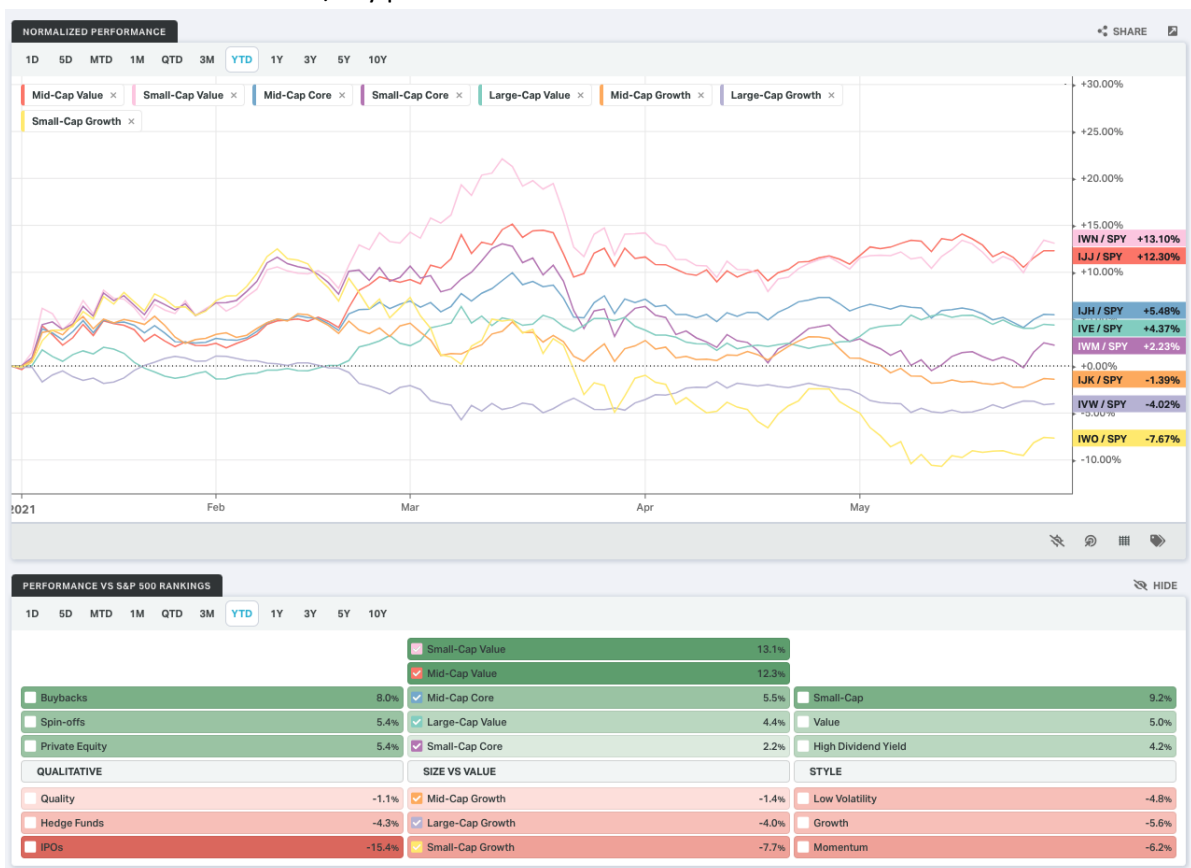 NORMALIZED PERFORMANCE
SHARE
1D 5D MTD 1M QTD 3M YTD 1Y 3Y 5Y 10Y
Mid-Cap Value × Small-Cap Value × Mid-Cap Core × Small-Cap Core × Large-Cap Value × Mid-Cap Growth × Large-Cap Growth ×
Small-Cap Growth ×
+30.00%
+25.00%
+20.00%
+15.00%
IWN / SPY +13.10%
IJJ / SPY +12.30%
+10.00%
IJH / SPY +5.48%
IVE / SPY +4.37%
IWM / SPY +2.23%
+0.00%
IJK / SPY -1.39%
IVW / SPY -4.02%
-5.00%
IWO / SPY -7.67%
-10.00%
2021 Feb Mar Apr May
PERFORMANCE VS S&P 500 RANKINGS
HIDE
1D 5D MTD 1M QTD 3M YTD 1Y 3Y 5Y 10Y
Small-Cap Value 13.1%
Mid-Cap Value 12.3%
Buybacks 8.0% Mid-Cap Core 5.5% Small-Cap 9.2%
Spin-offs 5.4% Large-Cap Value 4.4% Value 5.0%
Private Equity 5.4% Small-Cap Core 2.2% High Dividend Yield 4.2%
QUALITATIVE SIZE VS VALUE STYLE
Quality -1.1% Mid-Cap Growth -1.4% Low Volatility -4.8%
Hedge Funds -4.3% Large-Cap Growth -4.0% Growth -5.6%
IPOs -15.4% Small-Cap Growth -7.7% Momentum -6.2%